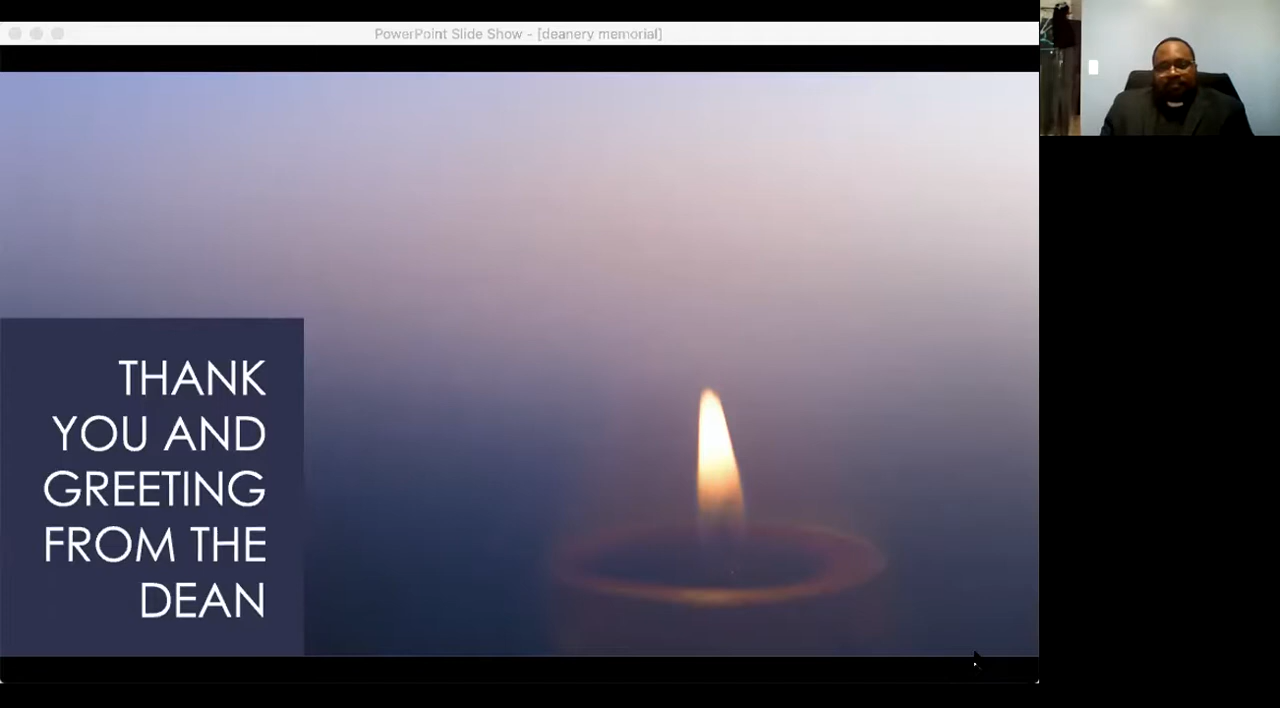 PowerPoint Slide Show - [deanery memorial]
THANK
YOU AND
GREETING
FROM THE
DEAN